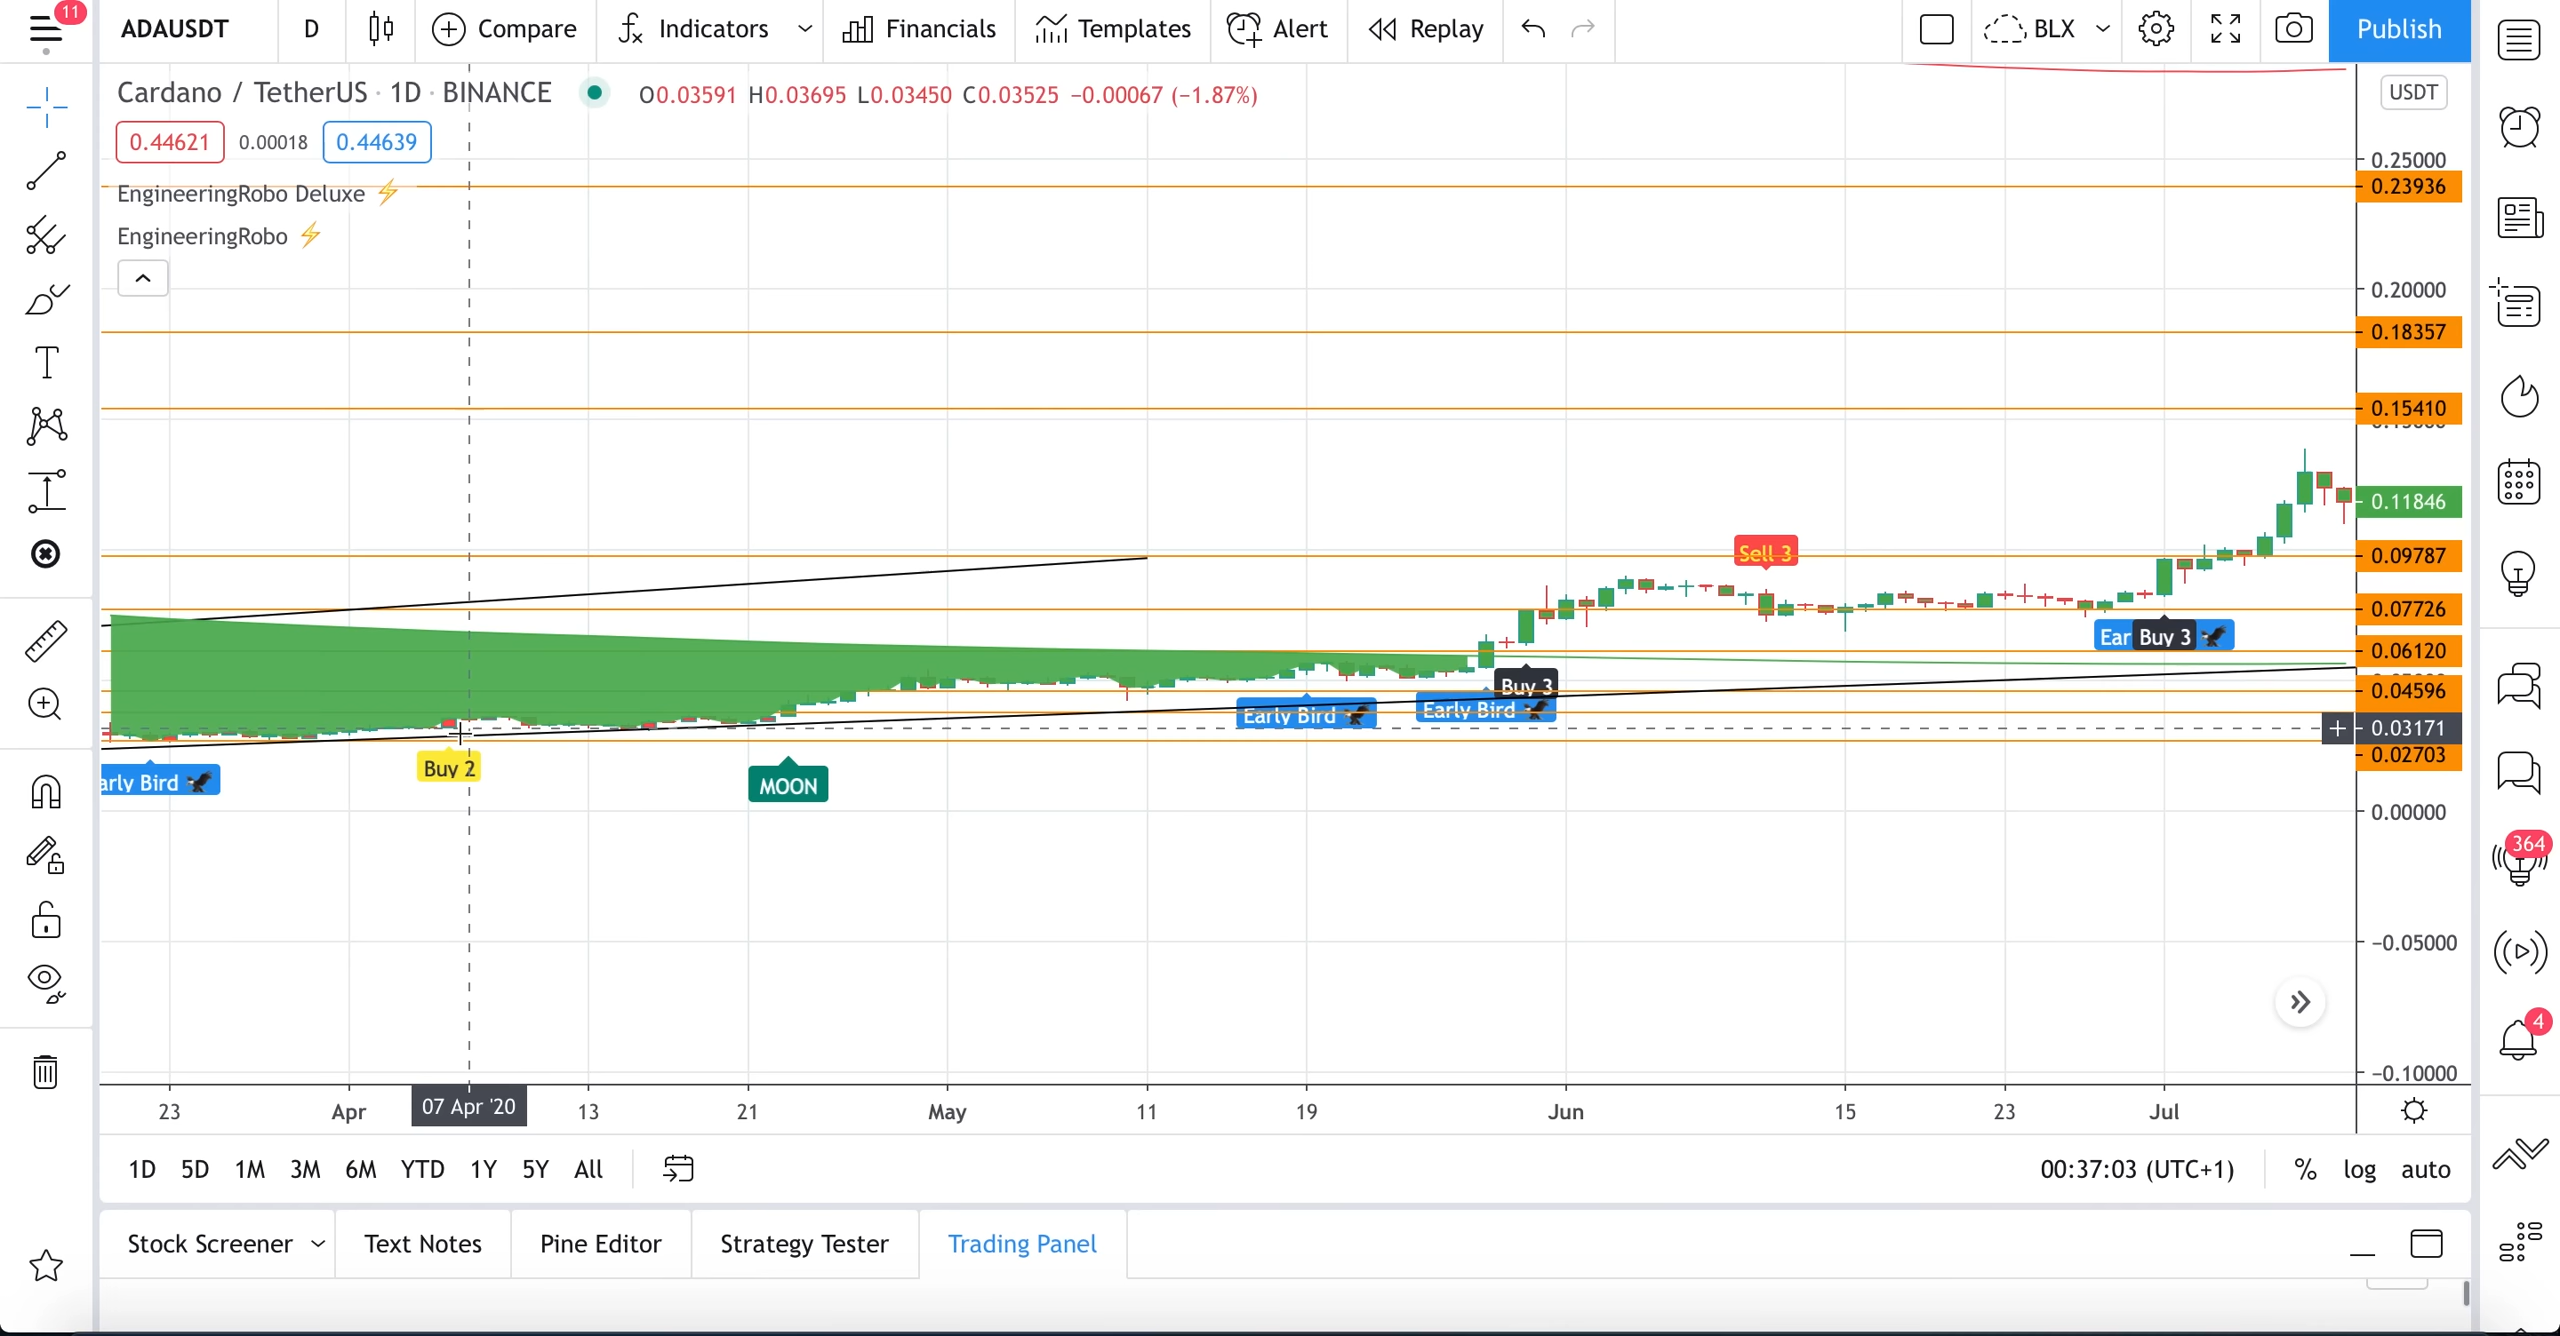 11
ADAUSDT D Compare Indicators Financials Templates Alert Replay BLX Publish
Cardano / TetherUS · 1D · BINANCE O0.03591 H0.03695 L0.03450 C0.03525 −0.00067 (−1.87%)
USDT
0.44621 0.00018 0.44639
EngineeringRobo Deluxe
EngineeringRobo
0.25000
0.23936
0.20000
0.18357
0.15410
0.11846
Sell 3
0.09787
0.07726
Ear Buy 3
0.06120
Buy 3
0.04596
Early Bird
Early Bird
0.03171
0.02703
Buy 2
arly Bird
MOON
0.00000
364
−0.05000
4
−0.10000
23 Apr 07 Apr '20 13 21 May 11 19 Jun 15 23 Jul
1D 5D 1M 3M 6M YTD 1Y 5Y All 00:37:03 (UTC+1) % log auto
Stock Screener Text Notes Pine Editor Strategy Tester Trading Panel